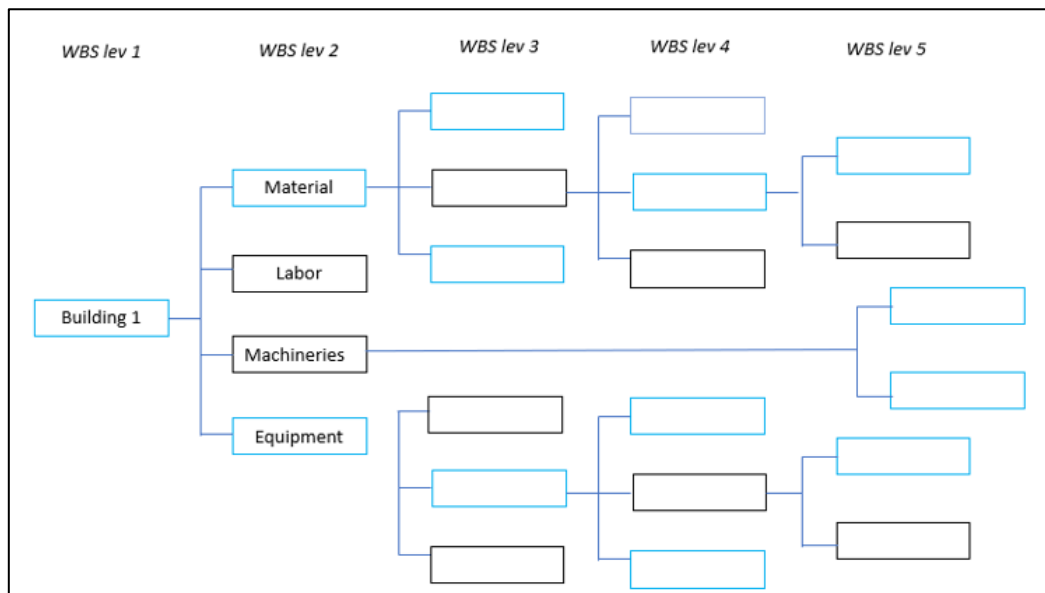 WBS lev 1
WBS lev 2
WBS lev 3
WBS lev 4
WBS lev 5
Material
Labor
Building 1
Machineries
Equipment